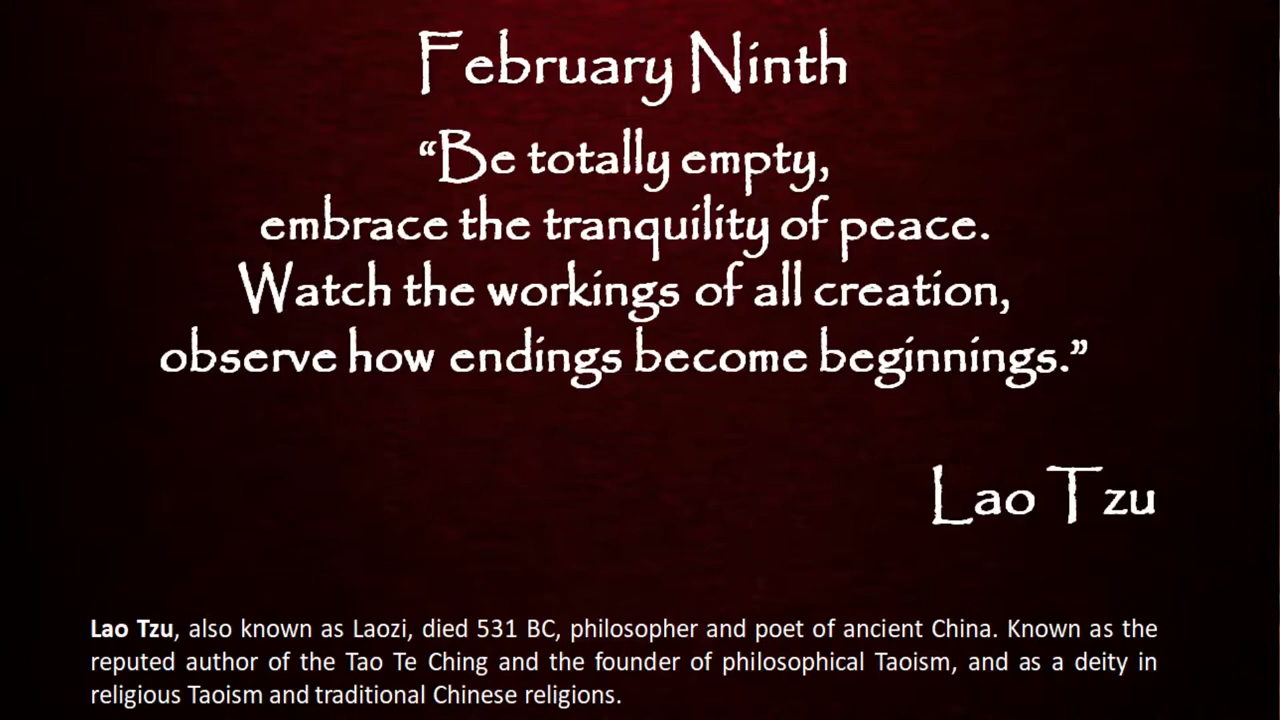 February Ninth
“Be totally empty,
embrace the tranquility of peace.
Watch the workings of all creation,
observe how endings become beginnings.”
Lao Tzu
Lao Tzu, also known as Laozi, died 531 BC, philosopher and poet of ancient China. Known as the
reputed author of the Tao Te Ching and the founder of philosophical Taoism, and as a deity in
religious Taoism and traditional Chinese religions.